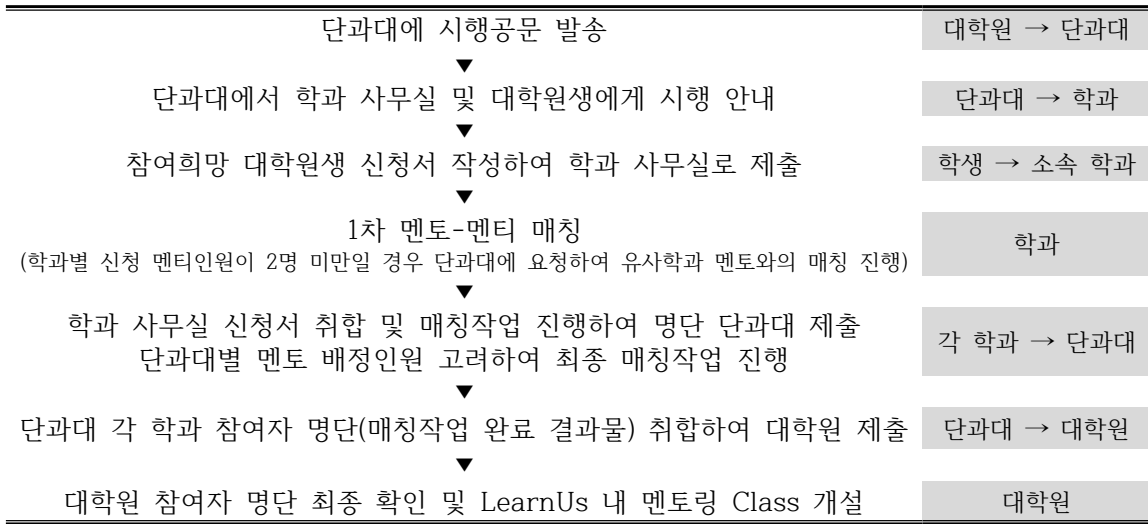 단과대에 시행공문 발송
대학원 → 단과대
▼
단과대에서 학과 사무실 및 대학원생에게 시행 안내
단과대 → 학과
▼
참여희망 대학원생 신청서 작성하여 학과 사무실로 제출
학생 → 소속 학과
▼
1차 멘토-멘티 매칭
(학과별 신청 멘티인원이 2명 미만일 경우 단과대에 요청하여 유사학과 멘토와의 매칭 진행)
학과
▼
학과 사무실 신청서 취합 및 매칭작업 진행하여 명단 단과대 제출
단과대별 멘토 배정인원 고려하여 최종 매칭작업 진행
각 학과 → 단과대
▼
단과대 각 학과 참여자 명단(매칭작업 완료 결과물) 취합하여 대학원 제출
단과대 → 대학원
▼
대학원 참여자 명단 최종 확인 및 LearnUs 내 멘토링 Class 개설
대학원